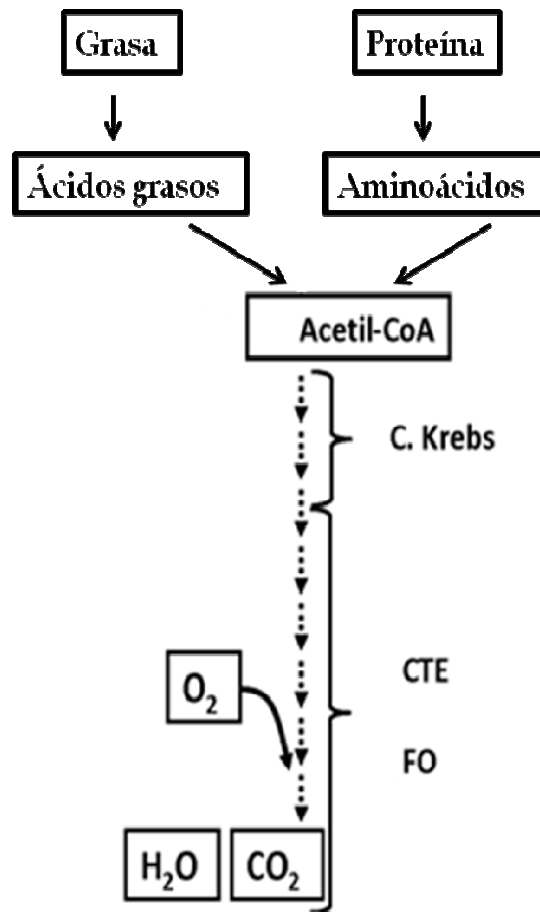 Grasa
Proteína
Ácidos grasos
Aminoácidos
Acetil-CoA
C. Krebs
CTE
O₂
FO
H₂O
CO₂